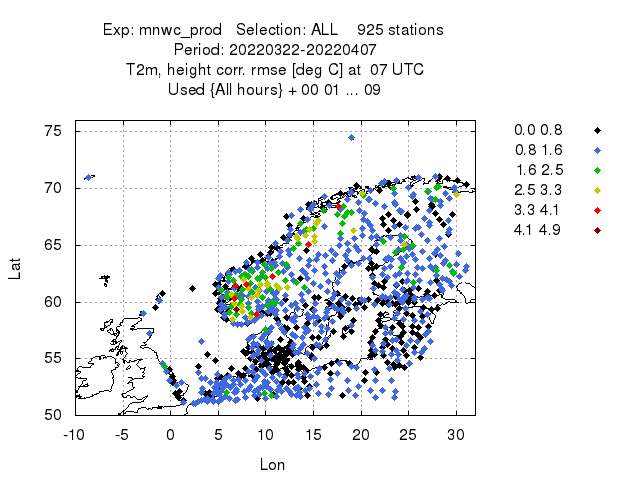 Exp: mnwc_prod   Selection: ALL    925 stations
Period: 20220322-20220407
T2m, height corr. rmse [deg C] at  07 UTC
Used {All hours} + 00 01 ... 09
0.0 0.8
0.8 1.6
1.6 2.5
2.5 3.3
3.3 4.1
4.1 4.9
75
70
65
60
55
50
Lat
-10 -5 0 5 10 15 20 25 30
Lon